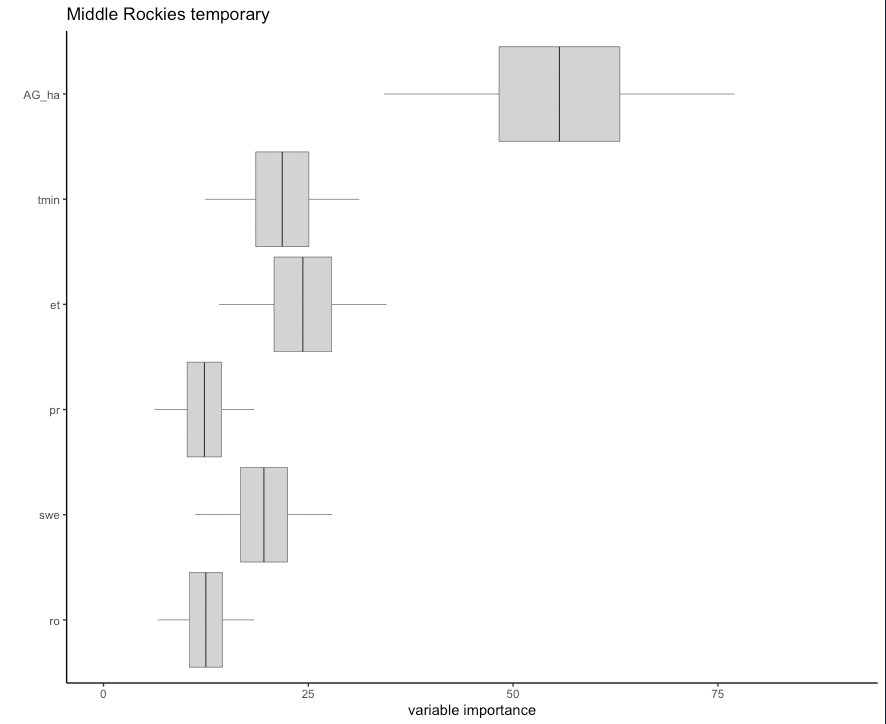 Middle Rockies temporary
AG_ha
tmin
et
pr
swe
ro
0 25 50 75
variable importance